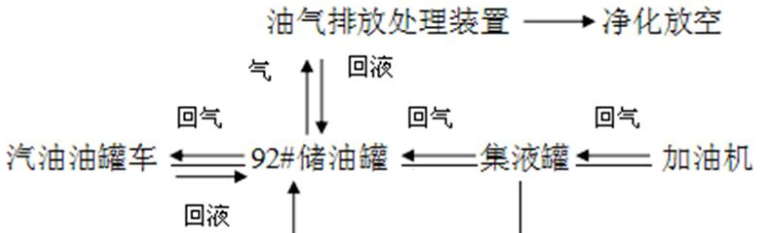 油气排放处理装置 净化放空
气 回液
回气 回气 回气
汽油油罐车 92#储油罐 集液罐 加油机
回液